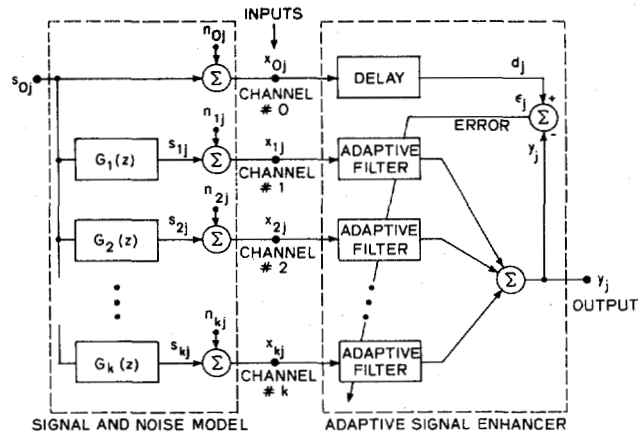 INPUTS
n0j
s0j
Σ
x0j
CHANNEL
# 0
DELAY
dj
ϵj
+
Σ
-
ERROR
yj
G1(z)
s1j
n1j
Σ
x1j
CHANNEL
# 1
ADAPTIVE
FILTER
G2(z)
s2j
n2j
Σ
x2j
CHANNEL
# 2
ADAPTIVE
FILTER
Σ
yj
OUTPUT
Gk(z)
skj
nkj
Σ
xkj
CHANNEL
# k
ADAPTIVE
FILTER
SIGNAL AND NOISE MODEL
ADAPTIVE SIGNAL ENHANCER